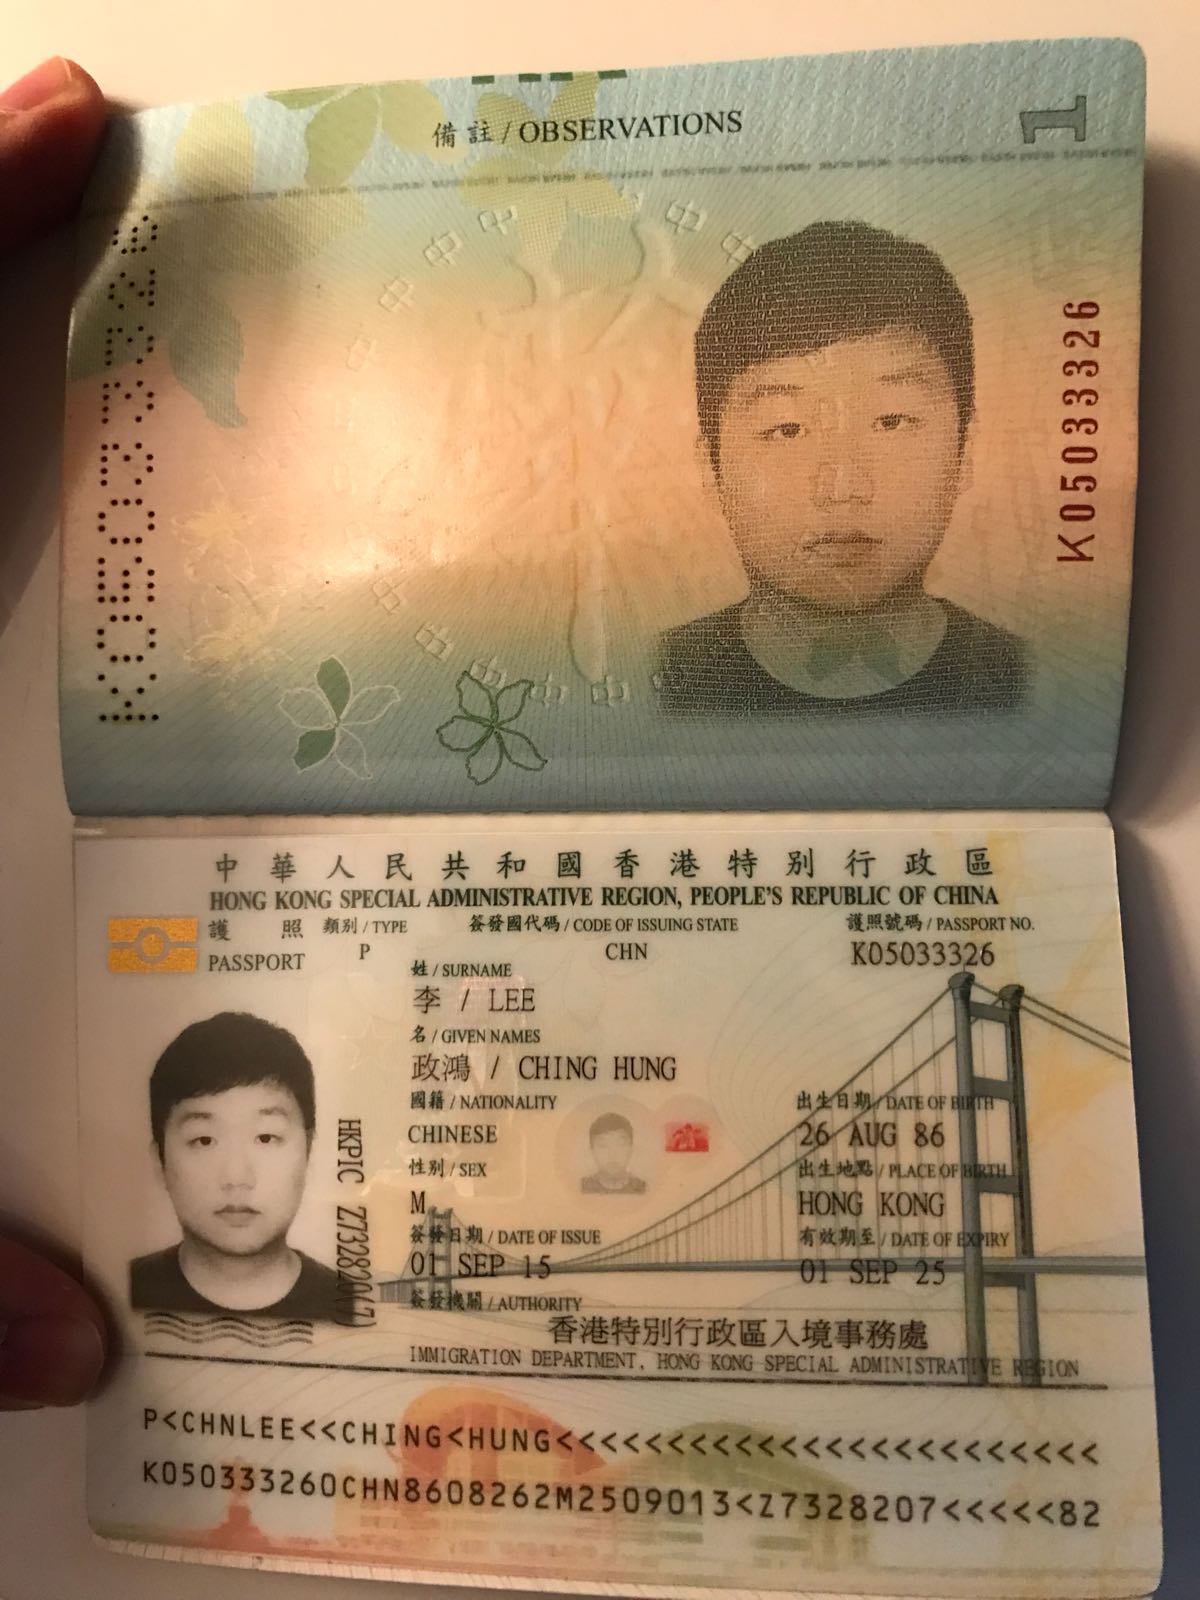 備註 / OBSERVATIONS
1
K05033326
K05033326
中華人民共和國香港特別行政區
HONG KONG SPECIAL ADMINISTRATIVE REGION, PEOPLE'S REPUBLIC OF CHINA
護照 類別 / TYPE 簽發國代碼 / CODE OF ISSUING STATE 護照號碼 / PASSPORT NO.
PASSPORT P CHN K05033326
姓 / SURNAME
李 / LEE
名 / GIVEN NAMES
政鴻 / CHING HUNG
國籍 / NATIONALITY 出生日期 / DATE OF BIRTH
CHINESE 26 AUG 86
性別 / SEX 出生地點 / PLACE OF BIRTH
M HONG KONG
簽發日期 / DATE OF ISSUE 有效期至 / DATE OF EXPIRY
01 SEP 15 01 SEP 25
簽發機關 / AUTHORITY
香港特別行政區入境事務處
IMMIGRATION DEPARTMENT, HONG KONG SPECIAL ADMINISTRATIVE REGION
HKPIC Z732820(7)
P<CHNLEE<<CHING<HUNG<<<<<<<<<<<<<<<<<<<<<<<<
K050333260CHN8608262M2509013<Z7328207<<<<<82